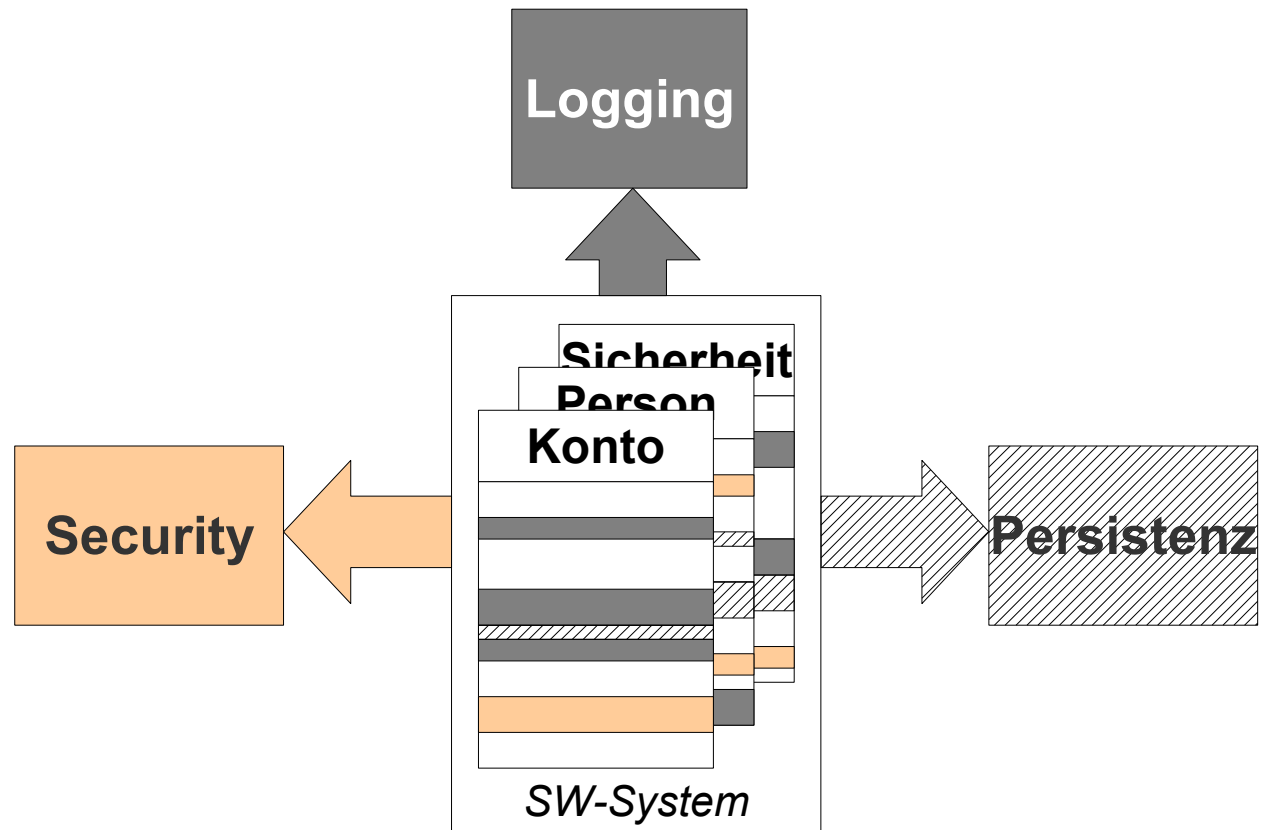 Logging
Sicherheit
Person
Konto
Security
Persistenz
SW-System